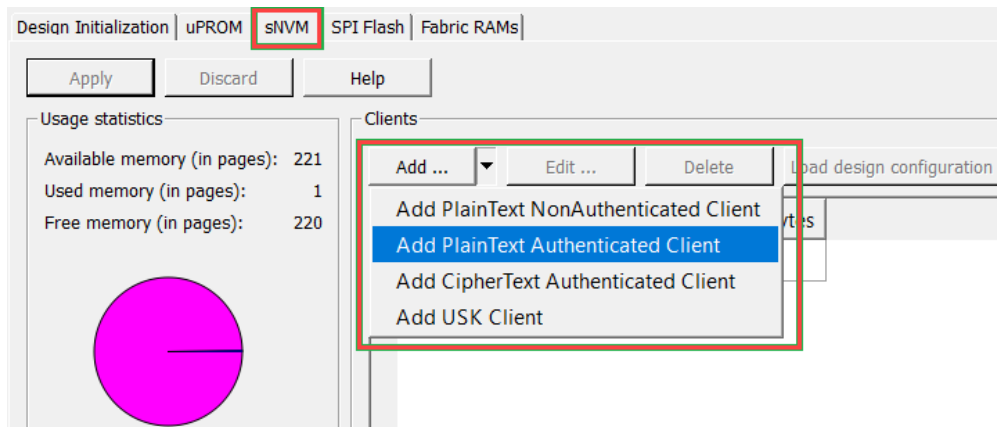 Design Initialization uPROM sNVM SPI Flash Fabric RAMs
Apply Discard Help
Usage statistics
Available memory (in pages): 221
Used memory (in pages): 1
Free memory (in pages): 220
Clients
Add ... Edit ... Delete Load design configuration
Add PlainText NonAuthenticated Client
Add PlainText Authenticated Client
Add CipherText Authenticated Client
Add USK Client